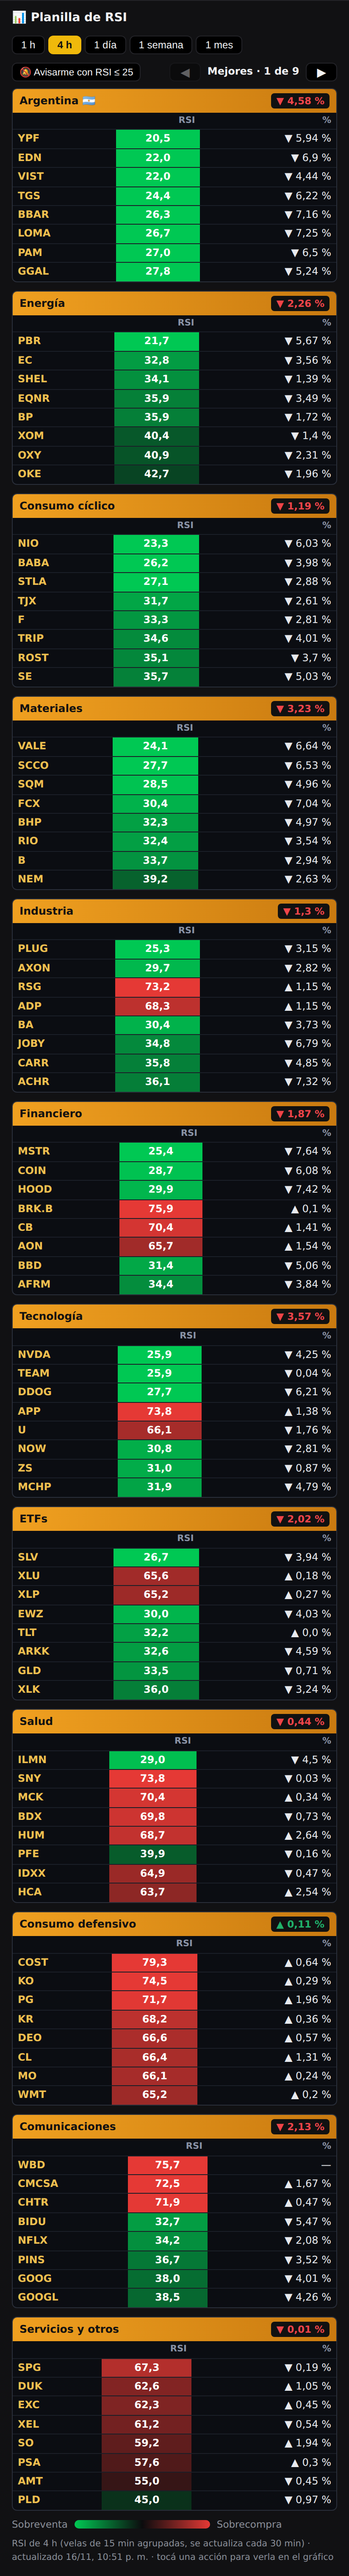 📊 Planilla de RSI
1 h 4 h 1 día 1 semana 1 mes
🔕 Avisarme con RSI ≤ 25 ◀ Mejores · 1 de 9 ▶
Argentina 🇦🇷 ▼ 4,58 %
RSI %
YPF 20,5 ▼ 5,94 %
EDN 22,0 ▼ 6,9 %
VIST 22,0 ▼ 4,44 %
TGS 24,4 ▼ 6,22 %
BBAR 26,3 ▼ 7,16 %
LOMA 26,7 ▼ 7,25 %
PAM 27,0 ▼ 6,5 %
GGAL 27,8 ▼ 5,24 %
Energía ▼ 2,26 %
RSI %
PBR 21,7 ▼ 5,67 %
EC 32,8 ▼ 3,56 %
SHEL 34,1 ▼ 1,39 %
EQNR 35,9 ▼ 3,49 %
BP 35,9 ▼ 1,72 %
XOM 40,4 ▼ 1,4 %
OXY 40,9 ▼ 2,31 %
OKE 42,7 ▼ 1,96 %
Consumo cíclico ▼ 1,19 %
RSI %
NIO 23,3 ▼ 6,03 %
BABA 26,2 ▼ 3,98 %
STLA 27,1 ▼ 2,88 %
TJX 31,7 ▼ 2,61 %
F 33,3 ▼ 2,81 %
TRIP 34,6 ▼ 4,01 %
ROST 35,1 ▼ 3,7 %
SE 35,7 ▼ 5,03 %
Materiales ▼ 3,23 %
RSI %
VALE 24,1 ▼ 6,64 %
SCCO 27,7 ▼ 6,53 %
SQM 28,5 ▼ 4,96 %
FCX 30,4 ▼ 7,04 %
BHP 32,3 ▼ 4,97 %
RIO 32,4 ▼ 3,54 %
B 33,7 ▼ 2,94 %
NEM 39,2 ▼ 2,63 %
Industria ▼ 1,3 %
RSI %
PLUG 25,3 ▼ 3,15 %
AXON 29,7 ▼ 2,82 %
RSG 73,2 ▲ 1,15 %
ADP 68,3 ▲ 1,15 %
BA 30,4 ▼ 3,73 %
JOBY 34,8 ▼ 6,79 %
CARR 35,8 ▼ 4,85 %
ACHR 36,1 ▼ 7,32 %
Financiero ▼ 1,87 %
RSI %
MSTR 25,4 ▼ 7,64 %
COIN 28,7 ▼ 6,08 %
HOOD 29,9 ▼ 7,42 %
BRK.B 75,9 ▲ 0,1 %
CB 70,4 ▲ 1,41 %
AON 65,7 ▲ 1,54 %
BBD 31,4 ▼ 5,06 %
AFRM 34,4 ▼ 3,84 %
Tecnología ▼ 3,57 %
RSI %
NVDA 25,9 ▼ 4,25 %
TEAM 25,9 ▼ 0,04 %
DDOG 27,7 ▼ 6,21 %
APP 73,8 ▲ 1,38 %
U 66,1 ▼ 1,76 %
NOW 30,8 ▼ 2,81 %
ZS 31,0 ▼ 0,87 %
MCHP 31,9 ▼ 4,79 %
ETFs ▼ 2,02 %
RSI %
SLV 26,7 ▼ 3,94 %
XLU 65,6 ▲ 0,18 %
XLP 65,2 ▲ 0,27 %
EWZ 30,0 ▼ 4,03 %
TLT 32,2 ▲ 0,0 %
ARKK 32,6 ▼ 4,59 %
GLD 33,5 ▼ 0,71 %
XLK 36,0 ▼ 3,24 %
Salud ▼ 0,44 %
RSI %
ILMN 29,0 ▼ 4,5 %
SNY 73,8 ▼ 0,03 %
MCK 70,4 ▲ 0,34 %
BDX 69,8 ▼ 0,73 %
HUM 68,7 ▲ 2,64 %
PFE 39,9 ▼ 0,16 %
IDXX 64,9 ▼ 0,47 %
HCA 63,7 ▲ 2,54 %
Consumo defensivo ▲ 0,11 %
RSI %
COST 79,3 ▲ 0,64 %
KO 74,5 ▲ 0,29 %
PG 71,7 ▲ 1,96 %
KR 68,2 ▲ 0,36 %
DEO 66,6 ▲ 0,57 %
CL 66,4 ▲ 1,31 %
MO 66,1 ▲ 0,24 %
WMT 65,2 ▲ 0,2 %
Comunicaciones ▼ 2,13 %
RSI %
WBD 75,7 —
CMCSA 72,5 ▲ 1,67 %
CHTR 71,9 ▲ 0,47 %
BIDU 32,7 ▼ 5,47 %
NFLX 34,2 ▼ 2,08 %
PINS 36,7 ▼ 3,52 %
GOOG 38,0 ▼ 4,01 %
GOOGL 38,5 ▼ 4,26 %
Servicios y otros ▼ 0,01 %
RSI %
SPG 67,3 ▼ 0,19 %
DUK 62,6 ▲ 1,05 %
EXC 62,3 ▲ 0,45 %
XEL 61,2 ▼ 0,54 %
SO 59,2 ▲ 1,94 %
PSA 57,6 ▲ 0,3 %
AMT 55,0 ▼ 0,45 %
PLD 45,0 ▼ 0,97 %
Sobreventa Sobrecompra
RSI de 4 h (velas de 15 min agrupadas, se actualiza cada 30 min) ·
actualizado 16/11, 10:51 p. m. · tocá una acción para verla en el gráfico